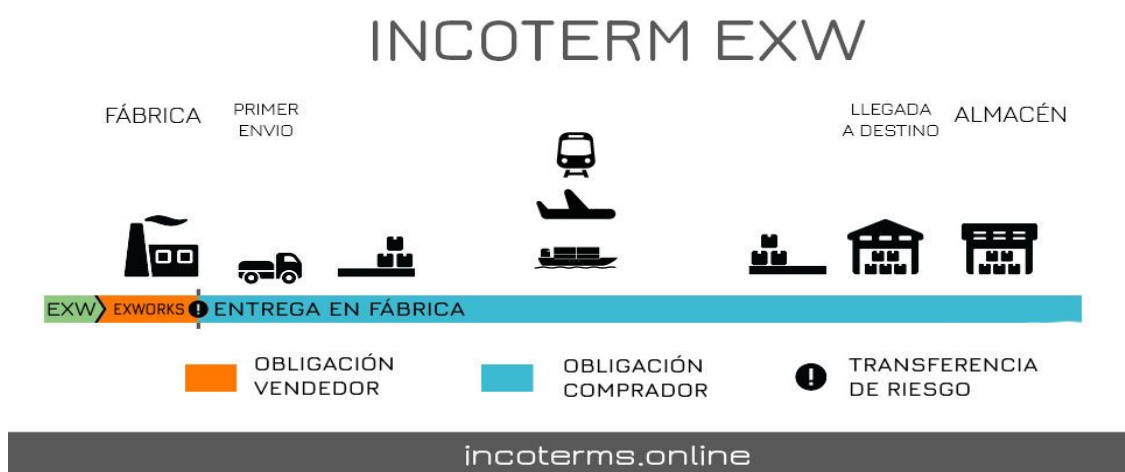 INCOTERM EXW
FÁBRICA
PRIMER
ENVIO
LLEGADA
A DESTINO
ALMACÉN
EXW
EXWORKS
! ENTREGA EN FÁBRICA
OBLIGACIÓN
VENDEDOR
OBLIGACIÓN
COMPRADOR
!
TRANSFERENCIA
DE RIESGO
incoterms.online